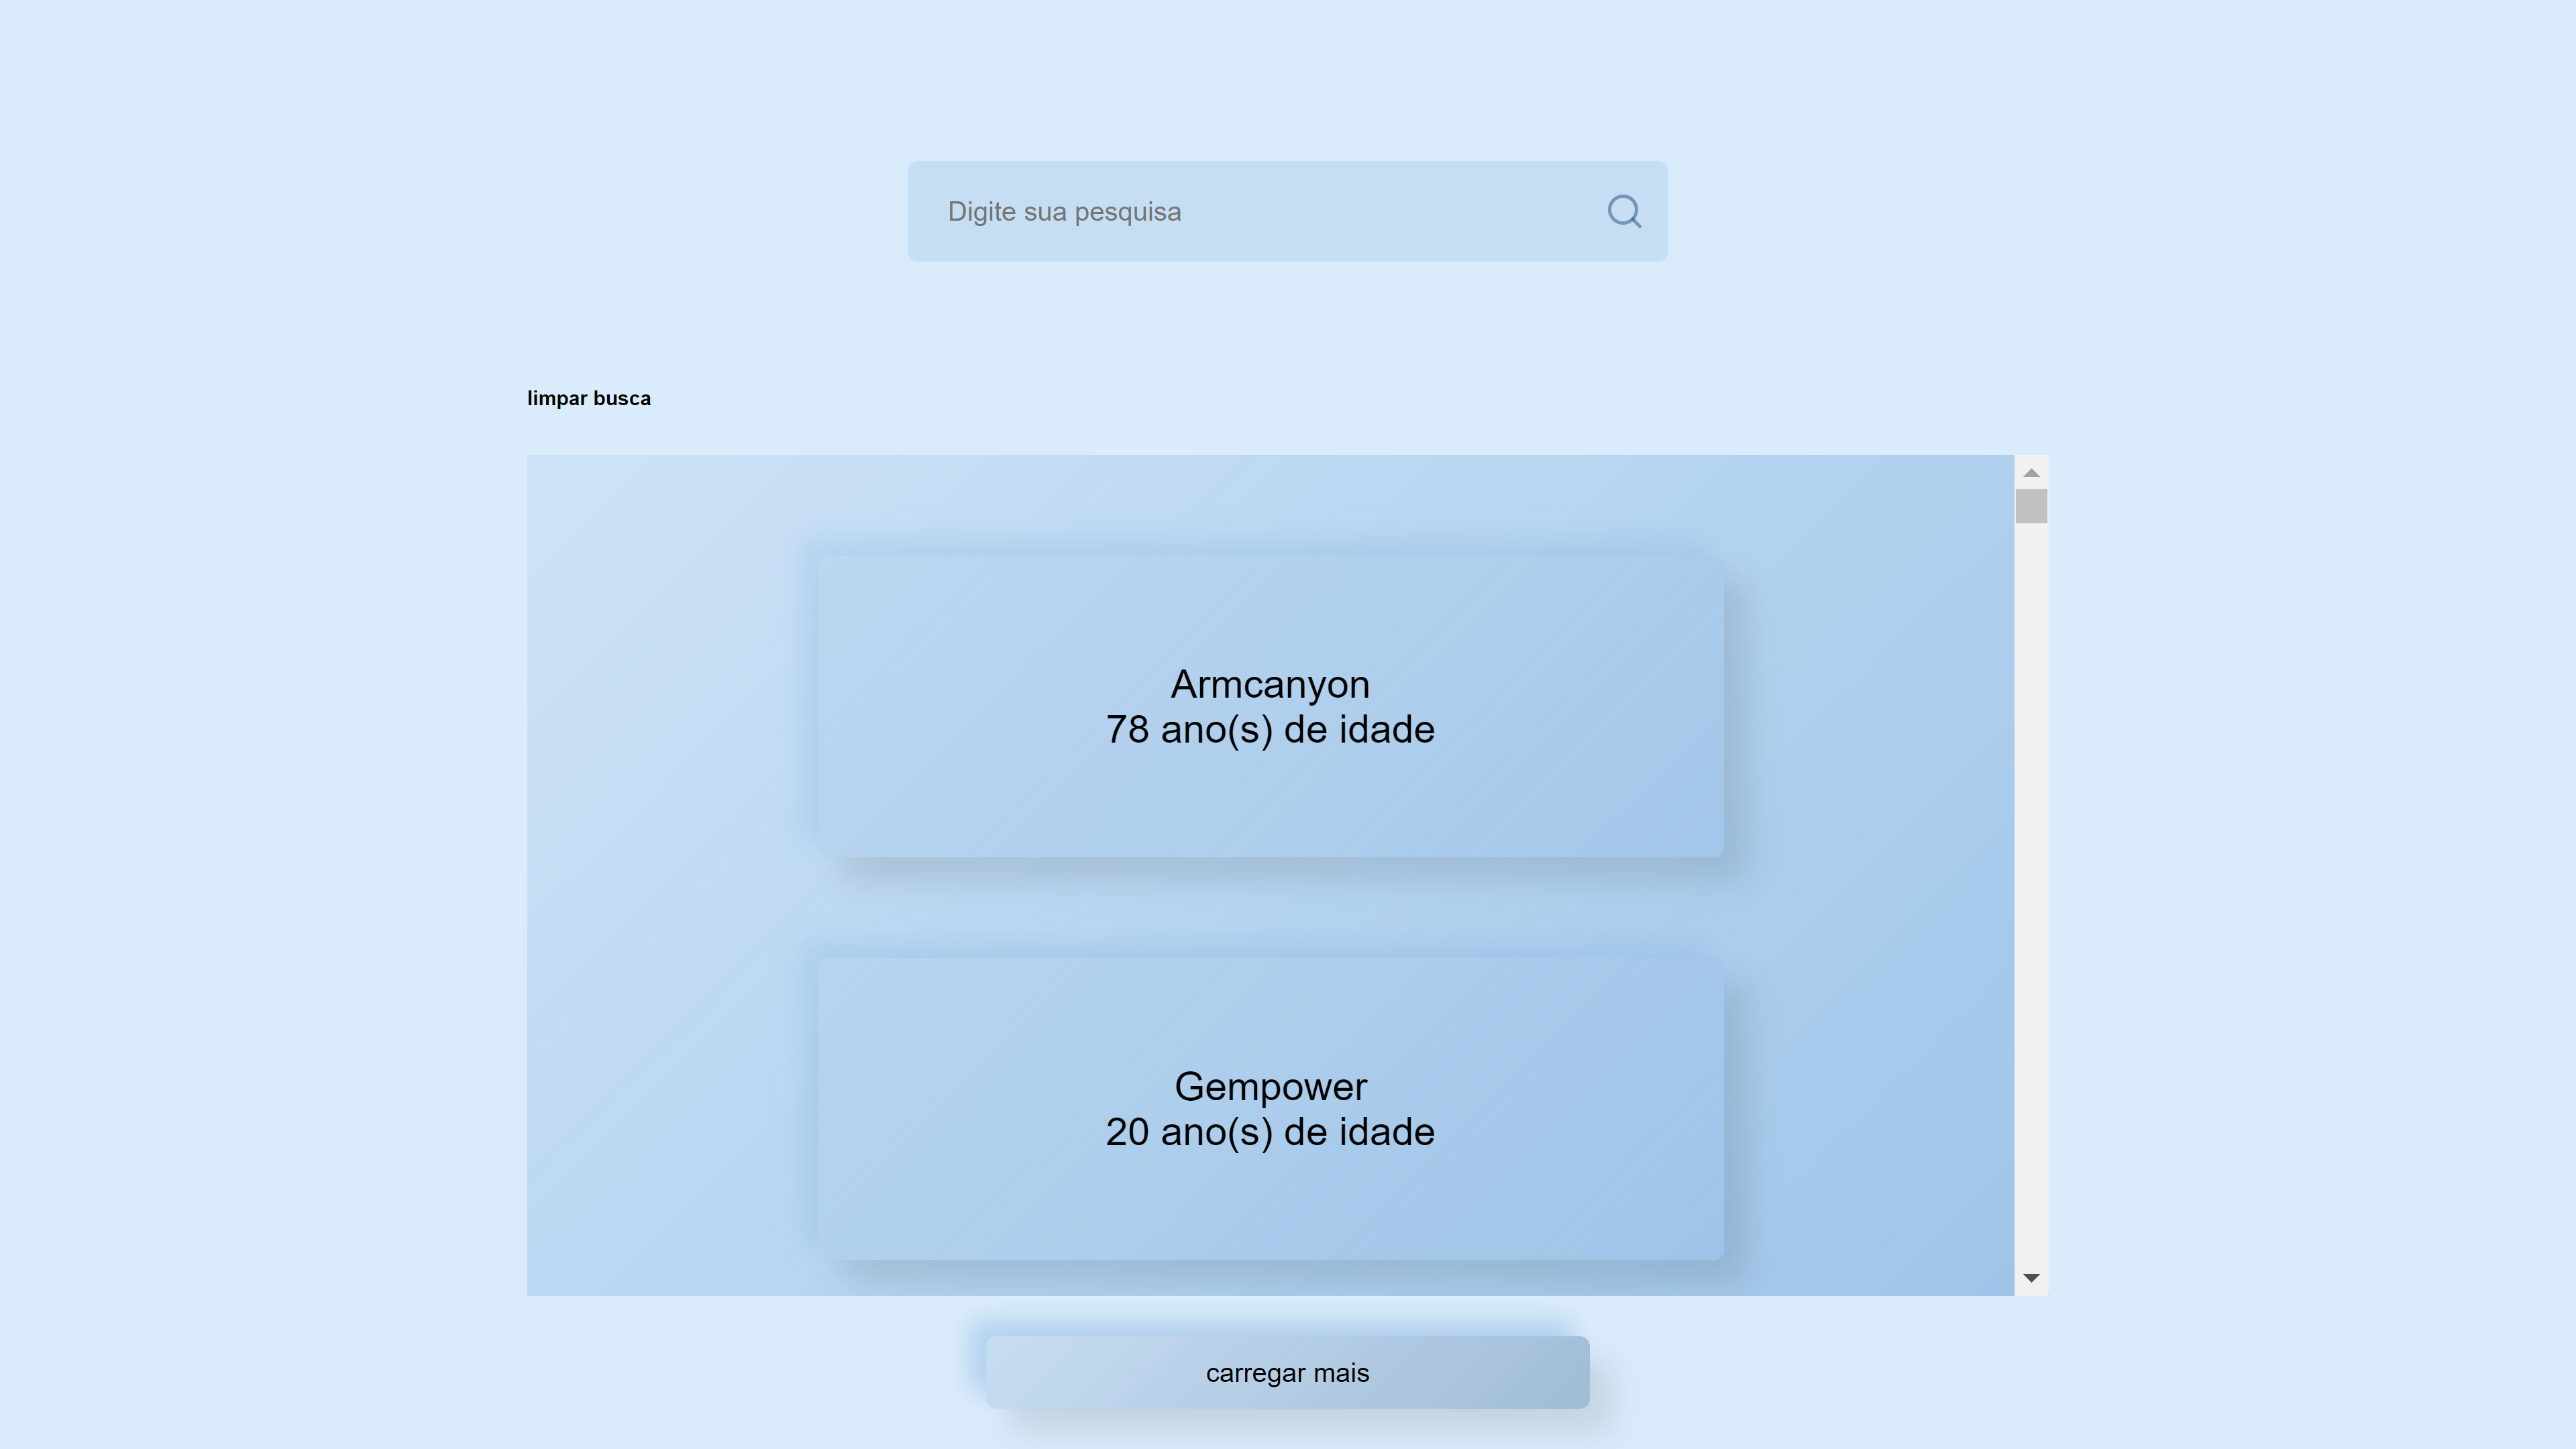 Digite sua pesquisa
limpar busca
Armcanyon
78 ano(s) de idade
Gempower
20 ano(s) de idade
carregar mais